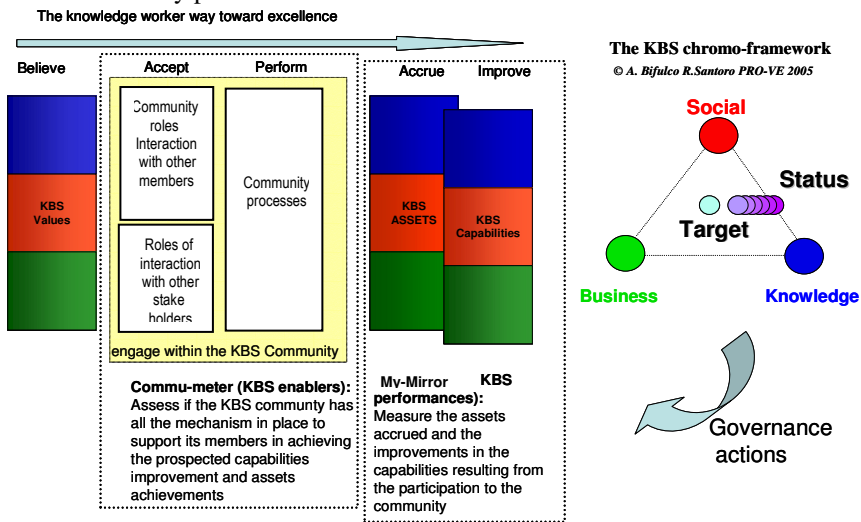 The knowledge worker way toward excellence
Believe
Accept
Perform
Accrue
Improve
KBS
Values
Community
roles
Interaction
with other
members
Roles of
interaction
with other
stake
holders
Community
processes
engage within the KBS Community
KBS
ASSETS
KBS
Capabilities
Commu-meter (KBS enablers):
Assess if the KBS communty has
all the mechanism in place to
support its members in achieving
the prospected capabilities
improvement and assets
achievements
My-Mirror KBS
performances):
Measure the assets
accrued and the
improvements in the
capabilities resulting from
the participation to the
community
The KBS chromo-framework
© A. Bifulco R.Santoro PRO-VE 2005
Social
Status
Target
Business
Knowledge
Governance
actions